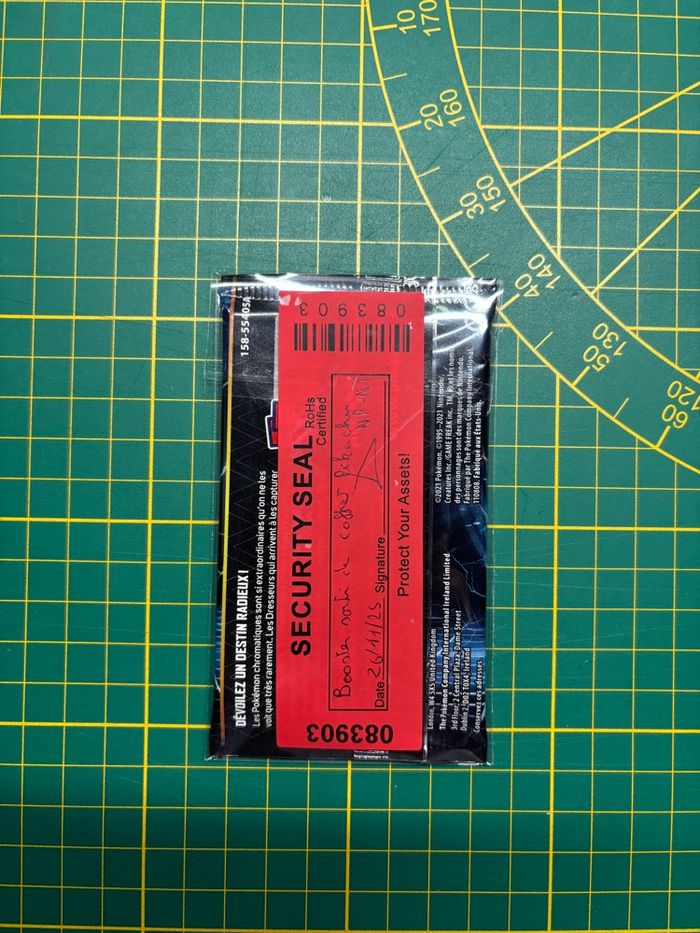 10
170
20
160
30
150
40
140
50
130
60
120
158-55405A
DÉVOILEZ UN DESTIN RADIEUX !
Les Pokémon chromatiques sont si extraordinaires qu'on ne les
voit que très rarement. Les Dresseurs qui arrivent à les capturer
083903
SECURITY SEAL
RoHs
Certified
Booster sorti de coffret Pikachu
Date 26/11/25 Signature
Protect Your Assets!
083903
©2021 Pokémon. ©1995–2021 Nintendo/
Creatures Inc./GAME FREAK inc. TM, ® et les noms
des personnages sont des marques de Nintendo.
Fabriqué par The Pokémon Company International
110808. Fabriqué aux États-Unis.
London, W4 5XS United Kingdom
The Pokémon Company International Ireland Limited
3rd Floor, 2 Central Plaza, Dame Street
Dublin 2, D02 T0X4, Ireland
Conservez ces adresses